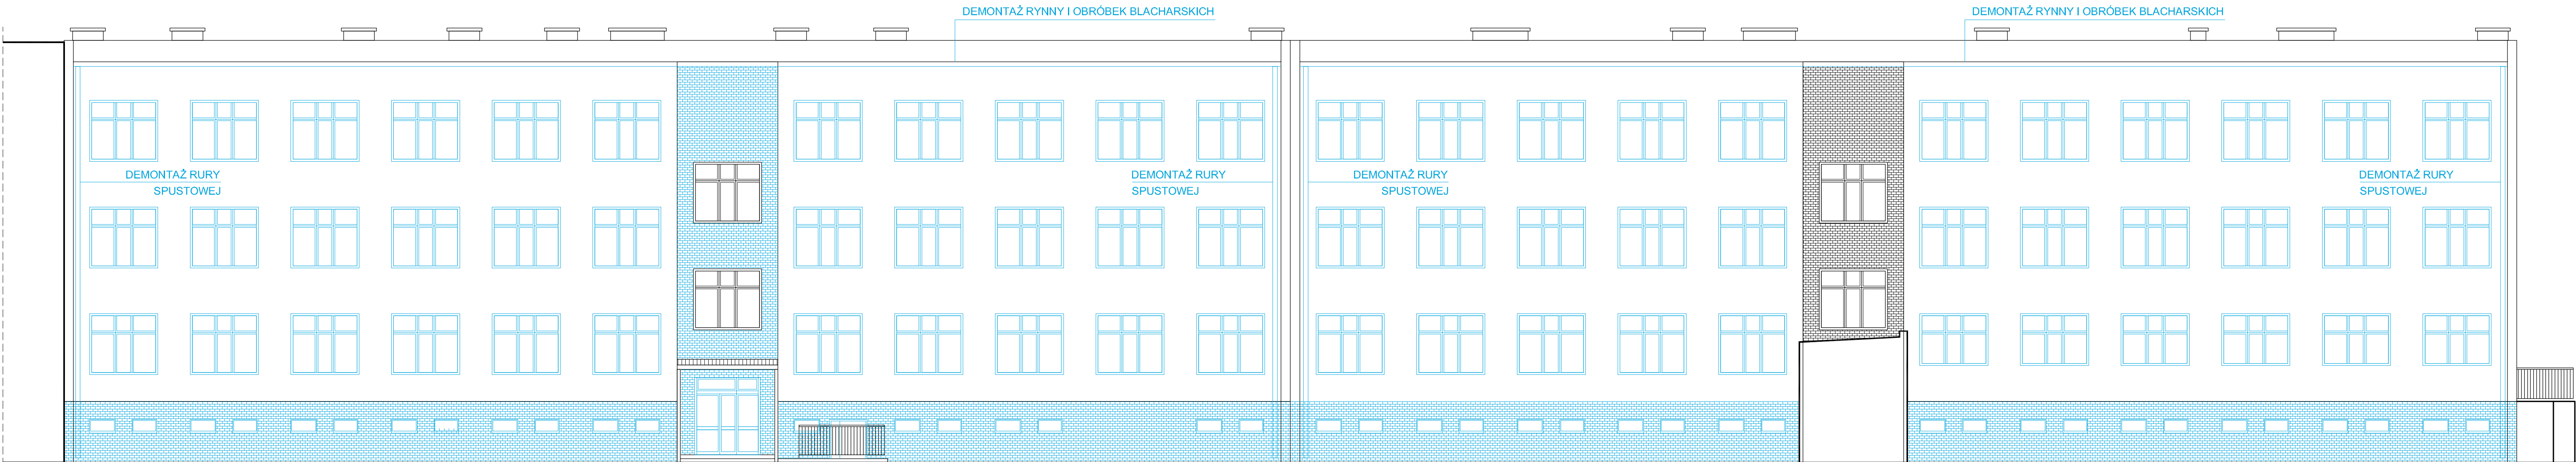 DEMONTAŻ RYNNY I OBRÓBEK BLACHARSKICH
DEMONTAŻ RYNNY I OBRÓBEK BLACHARSKICH
DEMONTAŻ RURY
SPUSTOWEJ
DEMONTAŻ RURY
SPUSTOWEJ
DEMONTAŻ RURY
SPUSTOWEJ
DEMONTAŻ RURY
SPUSTOWEJ